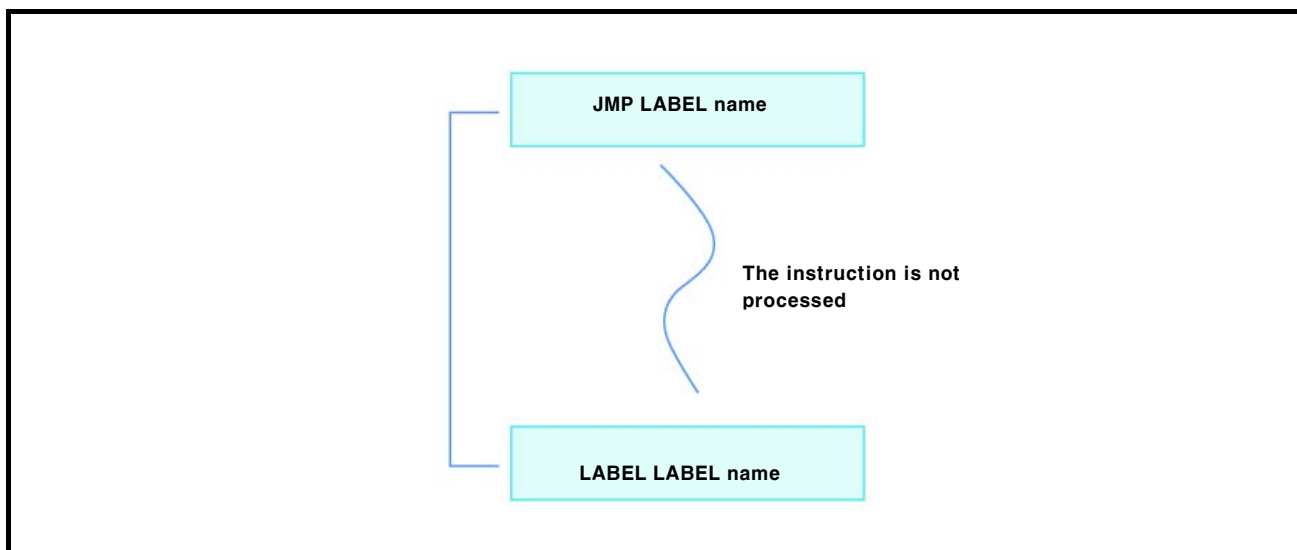 JMP LABEL name
The instruction is not
processed
LABEL LABEL name